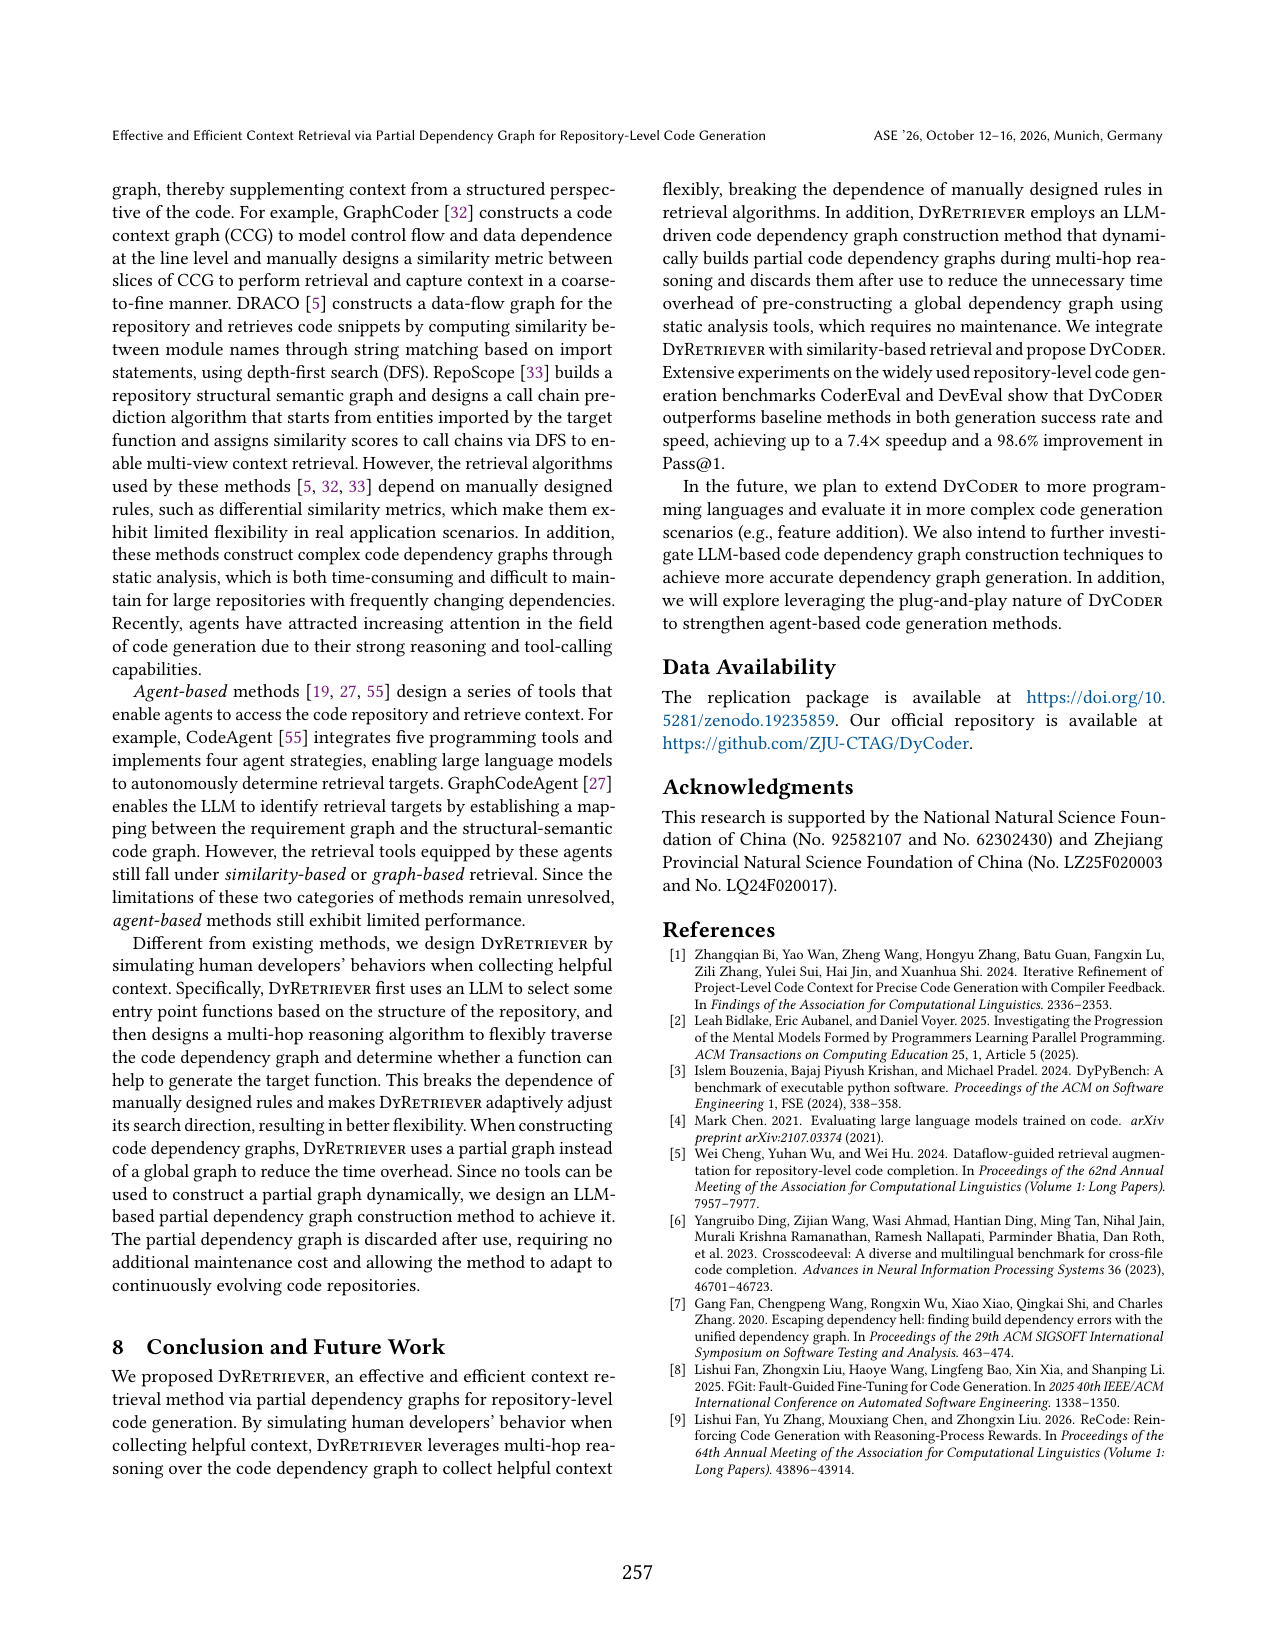 Effective and Efficient Context Retrieval via Partial Dependency Graph for Repository-Level Code Generation
ASE ’26, October 12–16, 2026, Munich, Germany
graph, thereby supplementing context from a structured perspec-
tive of the code. For example, GraphCoder [32] constructs a code
context graph (CCG) to model control flow and data dependence
at the line level and manually designs a similarity metric between
slices of CCG to perform retrieval and capture context in a coarse-
to-fine manner. DRACO [5] constructs a data-flow graph for the
repository and retrieves code snippets by computing similarity be-
tween module names through string matching based on import
statements, using depth-first search (DFS). RepoScope [33] builds a
repository structural semantic graph and designs a call chain pre-
diction algorithm that starts from entities imported by the target
function and assigns similarity scores to call chains via DFS to en-
able multi-view context retrieval. However, the retrieval algorithms
used by these methods [5, 32, 33] depend on manually designed
rules, such as differential similarity metrics, which make them ex-
hibit limited flexibility in real application scenarios. In addition,
these methods construct complex code dependency graphs through
static analysis, which is both time-consuming and difficult to main-
tain for large repositories with frequently changing dependencies.
Recently, agents have attracted increasing attention in the field
of code generation due to their strong reasoning and tool-calling
capabilities.
Agent-based methods [19, 27, 55] design a series of tools that
enable agents to access the code repository and retrieve context. For
example, CodeAgent [55] integrates five programming tools and
implements four agent strategies, enabling large language models
to autonomously determine retrieval targets. GraphCodeAgent [27]
enables the LLM to identify retrieval targets by establishing a map-
ping between the requirement graph and the structural-semantic
code graph. However, the retrieval tools equipped by these agents
still fall under similarity-based or graph-based retrieval. Since the
limitations of these two categories of methods remain unresolved,
agent-based methods still exhibit limited performance.
Different from existing methods, we design DyRetriever by
simulating human developers’ behaviors when collecting helpful
context. Specifically, DyRetriever first uses an LLM to select some
entry point functions based on the structure of the repository, and
then designs a multi-hop reasoning algorithm to flexibly traverse
the code dependency graph and determine whether a function can
help to generate the target function. This breaks the dependence of
manually designed rules and makes DyRetriever adaptively adjust
its search direction, resulting in better flexibility. When constructing
code dependency graphs, DyRetriever uses a partial graph instead
of a global graph to reduce the time overhead. Since no tools can be
used to construct a partial graph dynamically, we design an LLM-
based partial dependency graph construction method to achieve it.
The partial dependency graph is discarded after use, requiring no
additional maintenance cost and allowing the method to adapt to
continuously evolving code repositories.
8 Conclusion and Future Work
We proposed DyRetriever, an effective and efficient context re-
trieval method via partial dependency graphs for repository-level
code generation. By simulating human developers’ behavior when
collecting helpful context, DyRetriever leverages multi-hop rea-
soning over the code dependency graph to collect helpful context
flexibly, breaking the dependence of manually designed rules in
retrieval algorithms. In addition, DyRetriever employs an LLM-
driven code dependency graph construction method that dynami-
cally builds partial code dependency graphs during multi-hop rea-
soning and discards them after use to reduce the unnecessary time
overhead of pre-constructing a global dependency graph using
static analysis tools, which requires no maintenance. We integrate
DyRetriever with similarity-based retrieval and propose DyCoder.
Extensive experiments on the widely used repository-level code gen-
eration benchmarks CoderEval and DevEval show that DyCoder
outperforms baseline methods in both generation success rate and
speed, achieving up to a 7.4× speedup and a 98.6% improvement in
Pass@1.
In the future, we plan to extend DyCoder to more program-
ming languages and evaluate it in more complex code generation
scenarios (e.g., feature addition). We also intend to further investi-
gate LLM-based code dependency graph construction techniques to
achieve more accurate dependency graph generation. In addition,
we will explore leveraging the plug-and-play nature of DyCoder
to strengthen agent-based code generation methods.
Data Availability
The replication package is available at https://doi.org/10.
5281/zenodo.19235859. Our official repository is available at
https://github.com/ZJU-CTAG/DyCoder.
Acknowledgments
This research is supported by the National Natural Science Foun-
dation of China (No. 92582107 and No. 62302430) and Zhejiang
Provincial Natural Science Foundation of China (No. LZ25F020003
and No. LQ24F020017).
References
[1] Zhangqian Bi, Yao Wan, Zheng Wang, Hongyu Zhang, Batu Guan, Fangxin Lu,
Zili Zhang, Yulei Sui, Hai Jin, and Xuanhua Shi. 2024. Iterative Refinement of
Project-Level Code Context for Precise Code Generation with Compiler Feedback.
In Findings of the Association for Computational Linguistics. 2336–2353.
[2] Leah Bidlake, Eric Aubanel, and Daniel Voyer. 2025. Investigating the Progression
of the Mental Models Formed by Programmers Learning Parallel Programming.
ACM Transactions on Computing Education 25, 1, Article 5 (2025).
[3] Islem Bouzenia, Bajaj Piyush Krishan, and Michael Pradel. 2024. DyPyBench: A
benchmark of executable python software. Proceedings of the ACM on Software
Engineering 1, FSE (2024), 338–358.
[4] Mark Chen. 2021. Evaluating large language models trained on code. arXiv
preprint arXiv:2107.03374 (2021).
[5] Wei Cheng, Yuhan Wu, and Wei Hu. 2024. Dataflow-guided retrieval augmen-
tation for repository-level code completion. In Proceedings of the 62nd Annual
Meeting of the Association for Computational Linguistics (Volume 1: Long Papers).
7957–7977.
[6] Yangruibo Ding, Zijian Wang, Wasi Ahmad, Hantian Ding, Ming Tan, Nihal Jain,
Murali Krishna Ramanathan, Ramesh Nallapati, Parminder Bhatia, Dan Roth,
et al. 2023. Crosscodeeval: A diverse and multilingual benchmark for cross-file
code completion. Advances in Neural Information Processing Systems 36 (2023),
46701–46723.
[7] Gang Fan, Chengpeng Wang, Rongxin Wu, Xiao Xiao, Qingkai Shi, and Charles
Zhang. 2020. Escaping dependency hell: finding build dependency errors with the
unified dependency graph. In Proceedings of the 29th ACM SIGSOFT International
Symposium on Software Testing and Analysis. 463–474.
[8] Lishui Fan, Zhongxin Liu, Haoye Wang, Lingfeng Bao, Xin Xia, and Shanping Li.
2025. FGit: Fault-Guided Fine-Tuning for Code Generation. In 2025 40th IEEE/ACM
International Conference on Automated Software Engineering. 1338–1350.
[9] Lishui Fan, Yu Zhang, Mouxiang Chen, and Zhongxin Liu. 2026. ReCode: Rein-
forcing Code Generation with Reasoning-Process Rewards. In Proceedings of the
64th Annual Meeting of the Association for Computational Linguistics (Volume 1:
Long Papers). 43896–43914.
257